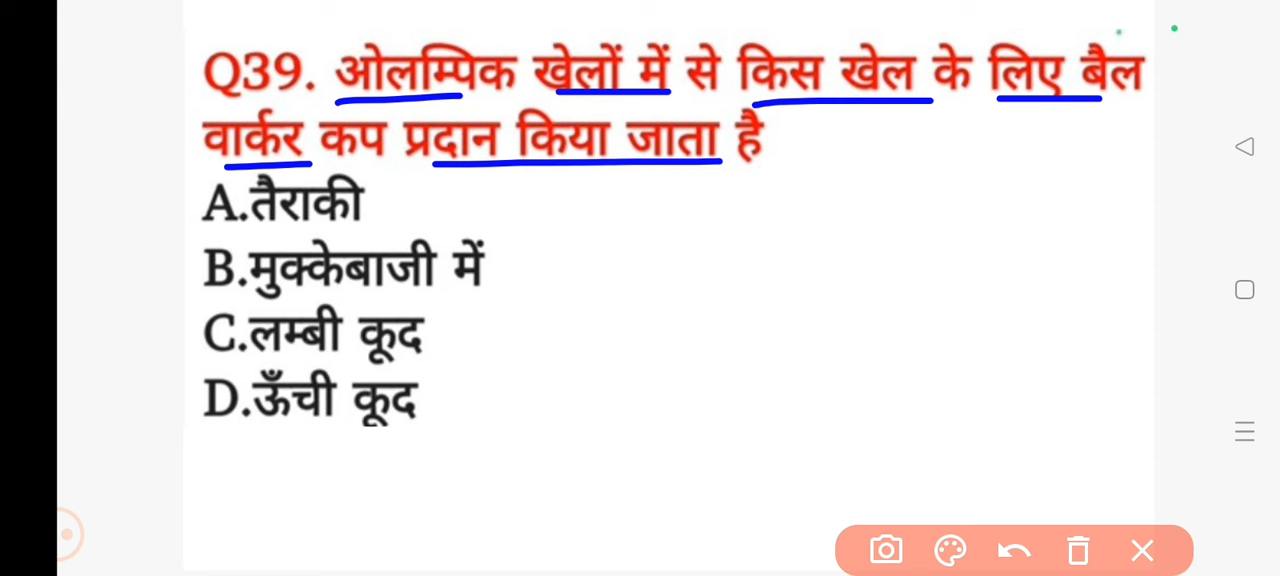 Q39. ओलम्पिक खेलों में से किस खेल के लिए बैल
वार्कर कप प्रदान किया जाता है
A.तैराकी
B.मुक्केबाजी में
C.लम्बी कूद
D.ऊँची कूद